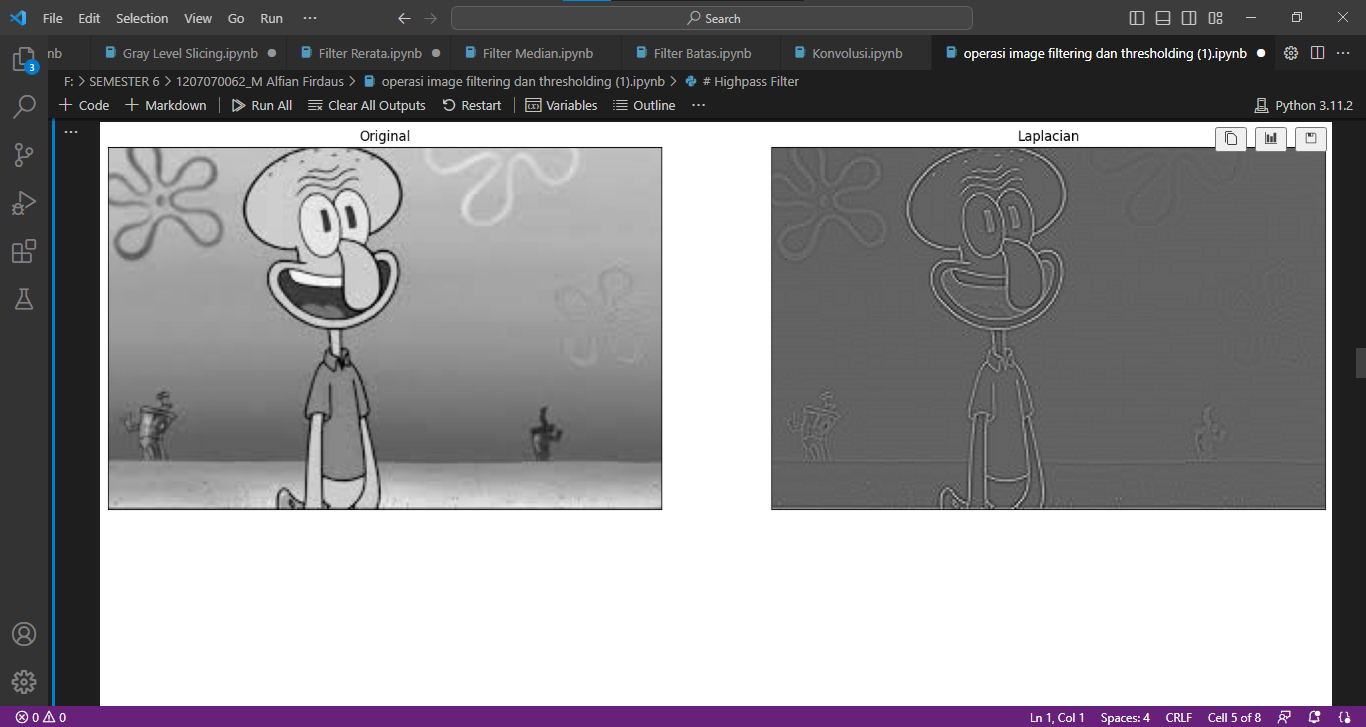 File Edit Selection View Go Run ··· Search
nb Gray Level Slicing.ipynb Filter Rerata.ipynb Filter Median.ipynb Filter Batas.ipynb Konvolusi.ipynb operasi image filtering dan thresholding (1).ipynb
3
F: > SEMESTER 6 > 1207070062_M Alfian Firdaus > operasi image filtering dan thresholding (1).ipynb > # Highpass Filter
+ Code + Markdown Run All Clear All Outputs Restart Variables Outline ··· Python 3.11.2
Original Laplacian
0 0 Ln 1, Col 1 Spaces: 4 CRLF Cell 5 of 8